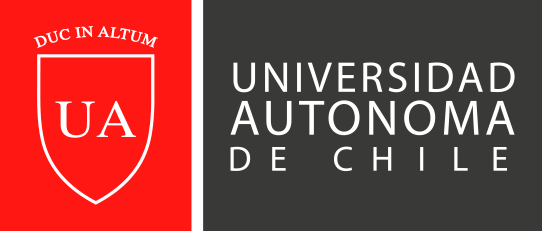 DUC IN ALTUM
UA
UNIVERSIDAD
AUTONOMA
DE CHILE